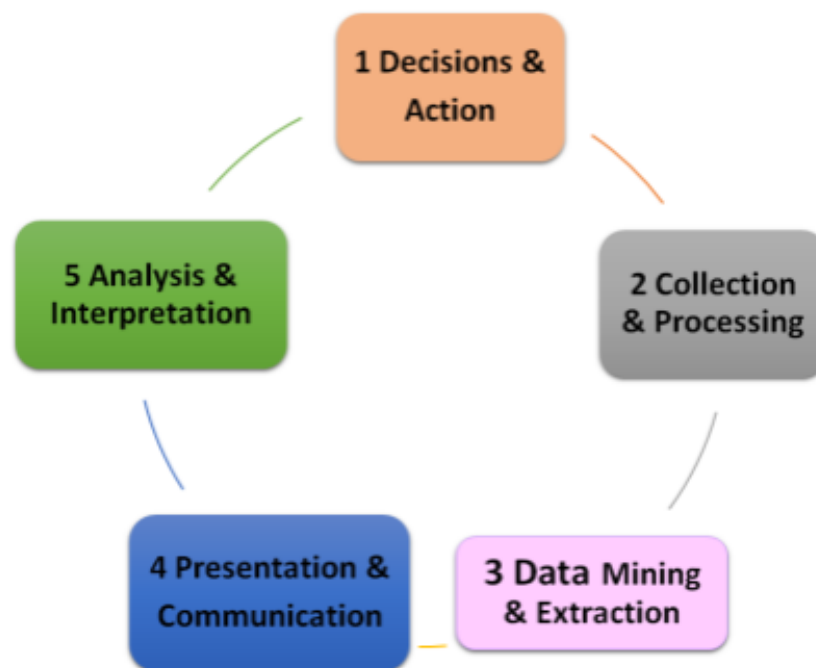 1 Decisions &
Action
2 Collection
& Processing
3 Data Mining
& Extraction
4 Presentation &
Communication
5 Analysis &
Interpretation